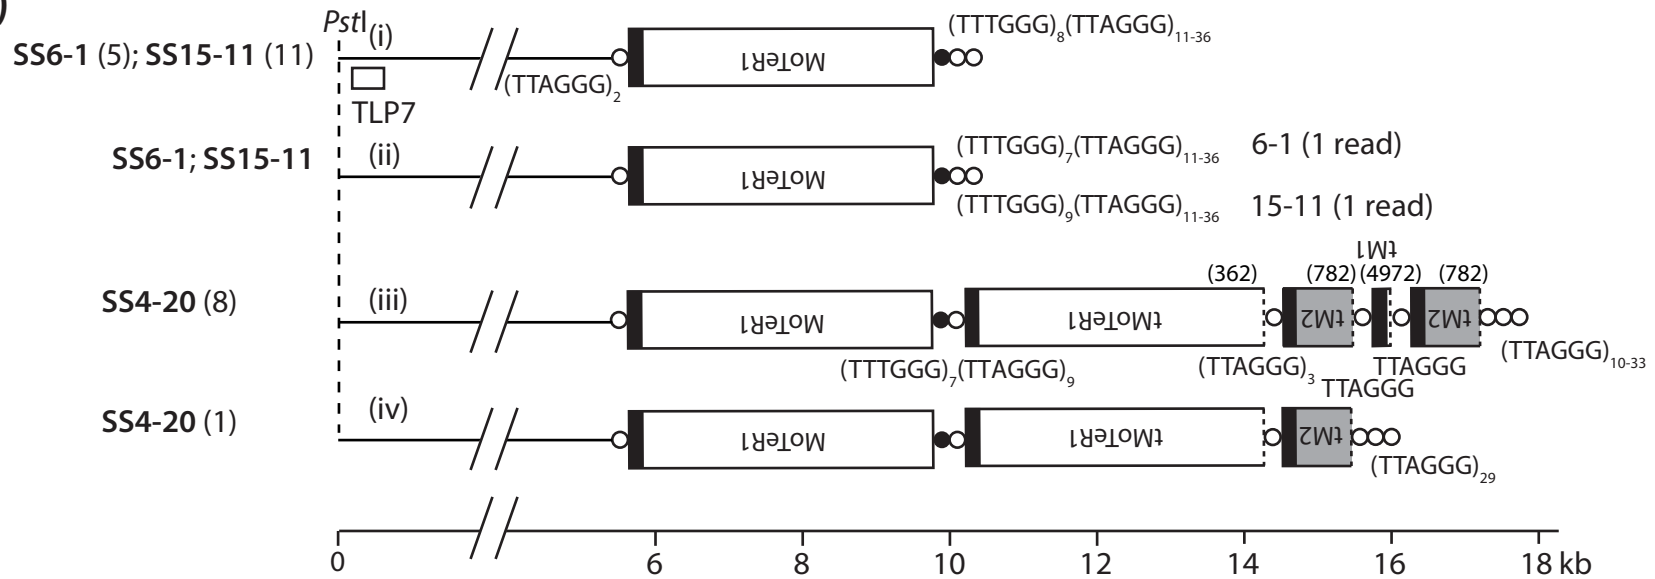 )
PstI
SS6-1 (5); SS15-11 (11)
(i)
(TTAGGG)2
MoTeR1
(TTTGGG)8(TTAGGG)11-36
TLP7
SS6-1; SS15-11
(ii)
MoTeR1
(TTTGGG)7(TTAGGG)11-36
6-1 (1 read)
(TTTGGG)9(TTAGGG)11-36
15-11 (1 read)
tM1
(362)
(782)
(4972)
(782)
SS4-20 (8)
(iii)
MoTeR1
tMoTeR1
tM2
tM2
(TTTGGG)7(TTAGGG)9
(TTAGGG)3
TTAGGG
TTAGGG
(TTAGGG)10-33
SS4-20 (1)
(iv)
MoTeR1
tMoTeR1
tM2
(TTAGGG)29
0
6
8
10
12
14
16
18 kb